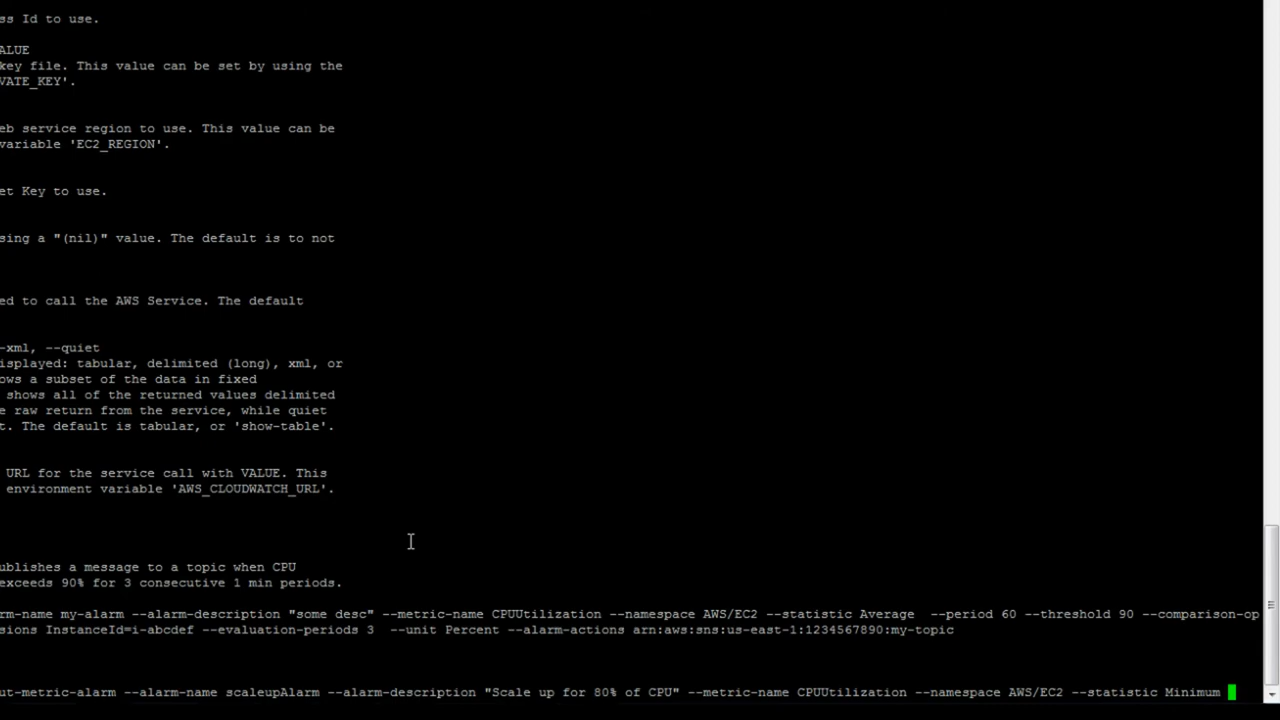 ss Id to use.
ALUE
key file. This value can be set by using the
VATE_KEY'.
eb service region to use. This value can be
variable 'EC2_REGION'.
et Key to use.
sing a "(nil)" value. The default is to not
ed to call the AWS Service. The default
-xml, --quiet
isplayed: tabular, delimited (long), xml, or
ows a subset of the data in fixed
shows all of the returned values delimited
e raw return from the service, while quiet
t. The default is tabular, or 'show-table'.
URL for the service call with VALUE. This
environment variable 'AWS_CLOUDWATCH_URL'.
ublishes a message to a topic when CPU
exceeds 90% for 3 consecutive 1 min periods.
rm-name my-alarm --alarm-description "some desc" --metric-name CPUUtilization --namespace AWS/EC2 --statistic Average  --period 60 --threshold 90 --comparison-op
sions InstanceId=i-abcdef --evaluation-periods 3  --unit Percent --alarm-actions arn:aws:sns:us-east-1:1234567890:my-topic
ut-metric-alarm --alarm-name scaleupAlarm --alarm-description "Scale up for 80% of CPU" --metric-name CPUUtilization --namespace AWS/EC2 --statistic Minimum